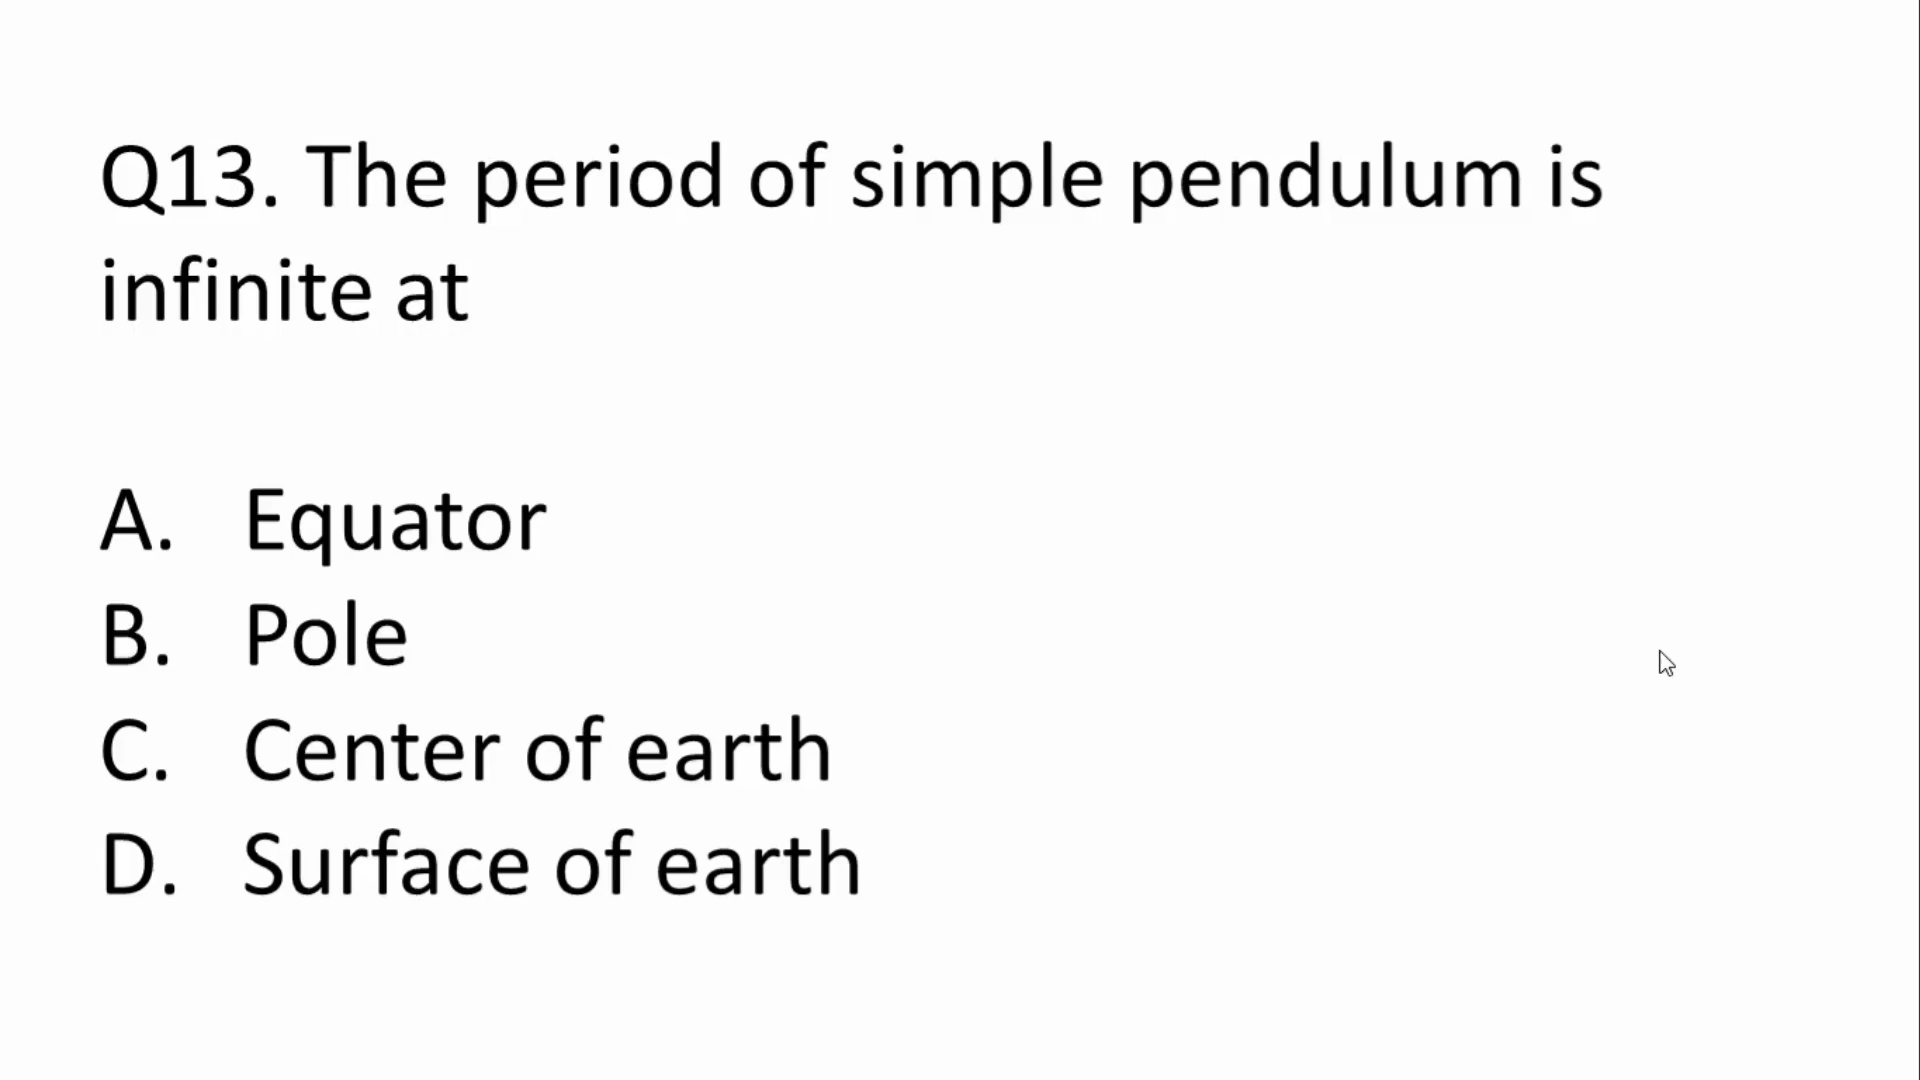 Q13. The period of simple pendulum is
infinite at
A. Equator
B. Pole
C. Center of earth
D. Surface of earth